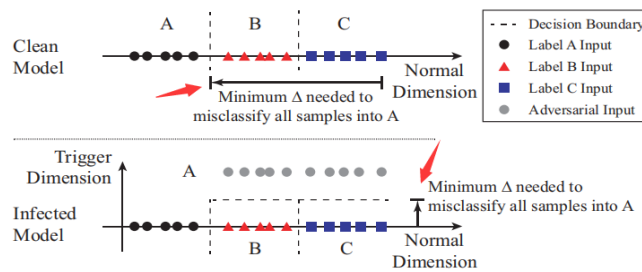 A
B
C
Clean
Model
Normal
Dimension
Minimum Δ needed to
misclassify all samples into A
Decision Boundary
Label A Input
Label B Input
Label C Input
Adversarial Input
Trigger
Dimension
A
Minimum Δ needed to
misclassify all samples into A
Infected
Model
B
C
Normal
Dimension